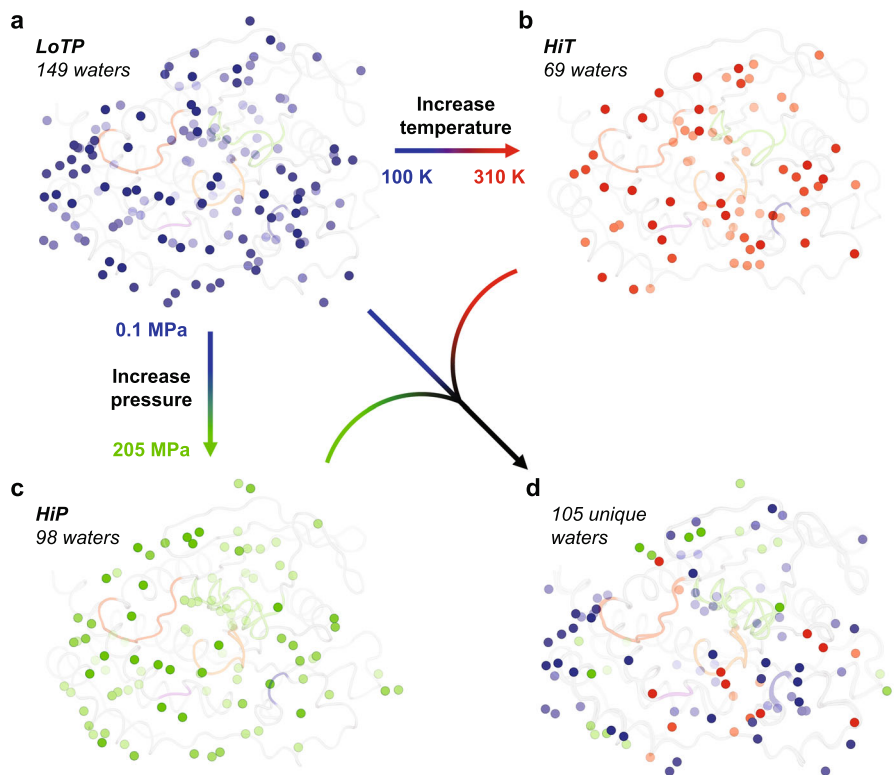 a
LoTP
149 waters
b
HiT
69 waters
Increase
temperature
100 K
310 K
0.1 MPa
Increase
pressure
205 MPa
c
HiP
98 waters
d
105 unique
waters